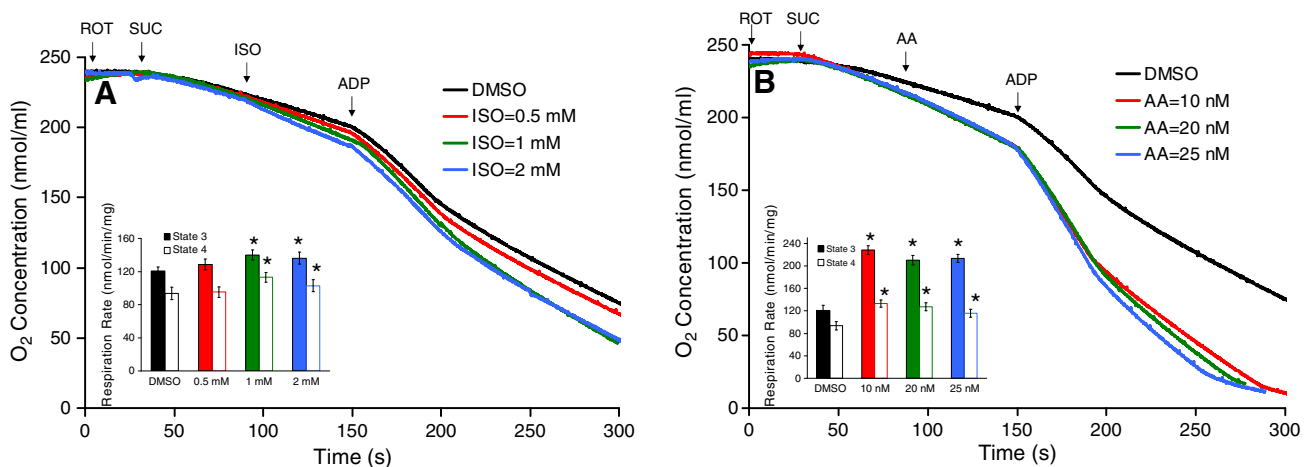 ROT SUC
ISO
ADP
A
DMSO
ISO=0.5 mM
ISO=1 mM
ISO=2 mM
O2 Concentration (nmol/ml)
250
200
150
100
50
0
0 50 100 150 200 250 300
Time (s)
Respiration Rate (nmol/min/mg)
State 3
State 4
160
120
80
40
0
* * * *
DMSO 0.5 mM 1 mM 2 mM
B
ROT SUC
AA
ADP
DMSO
AA=10 nM
AA=20 nM
AA=25 nM
O2 Concentration (nmol/ml)
250
200
150
100
50
0
0 50 100 150 200 250 300
Time (s)
Respiration Rate (nmol/min/mg)
State 3
State 4
240
200
160
120
80
40
0
* * * * * *
DMSO 10 nM 20 nM 25 nM